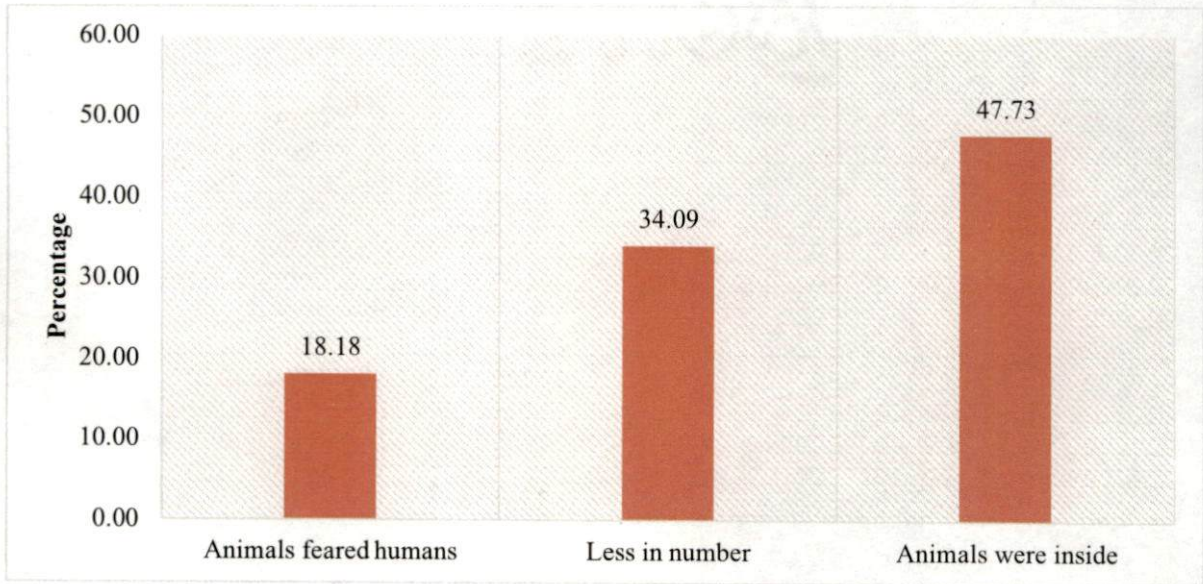 60.00
50.00
40.00
30.00
20.00
10.00
0.00
Percentage
18.18
34.09
47.73
Animals feared humans
Less in number
Animals were inside